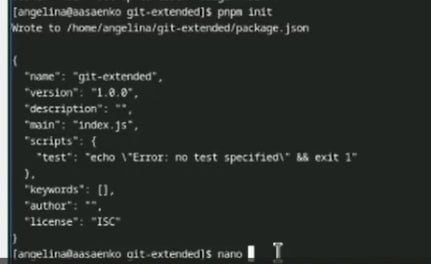 [angelina@aasaenko git-extended]$ pnpm init
Wrote to /home/angelina/git-extended/package.json
{
"name": "git-extended",
"version": "1.0.0",
"description": "",
"main": "index.js",
"scripts": {
"test": "echo \"Error: no test specified\" && exit 1"
},
"keywords": [],
"author": "",
"license": "ISC"
}
[angelina@aasaenko git-extended]$ nano